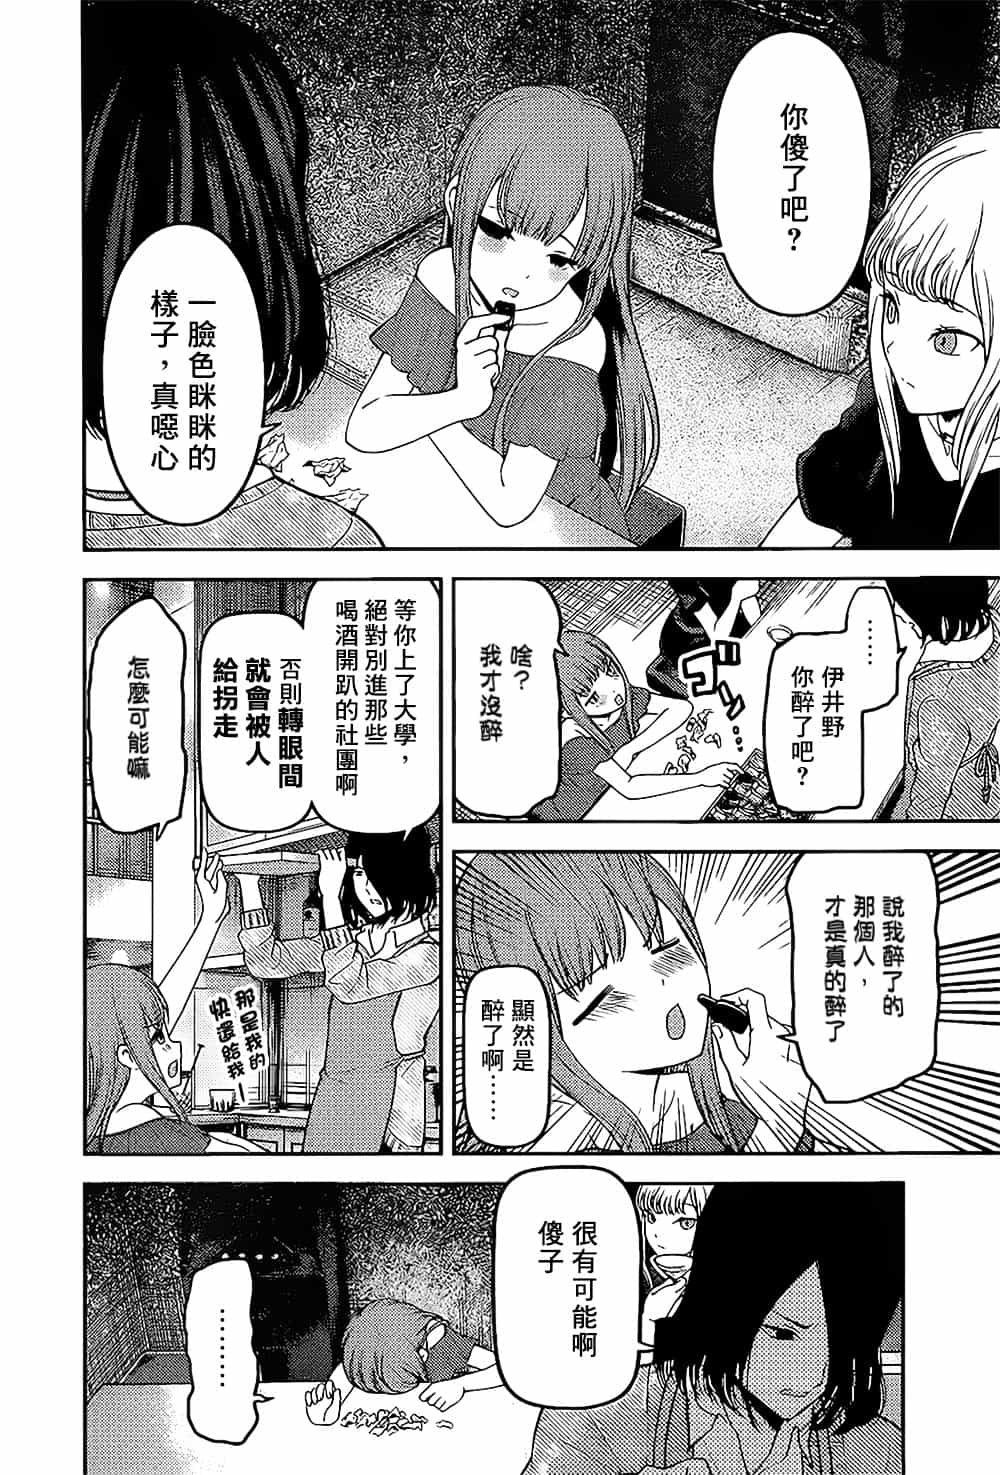 你傻了吧？
一臉色眯眯的
樣子，真噁心
……
伊井野
你醉了吧？
啥？
我才沒醉
說我醉了的
那個人，
才是真的醉了
顯然是
醉了啊……
等你上了大學，
絕對別進那些
喝酒開趴的社團啊
否則轉眼間
就會被人
給拐走
怎麼可能嘛
那是我的
快還給我—
很有可能啊
傻子
………